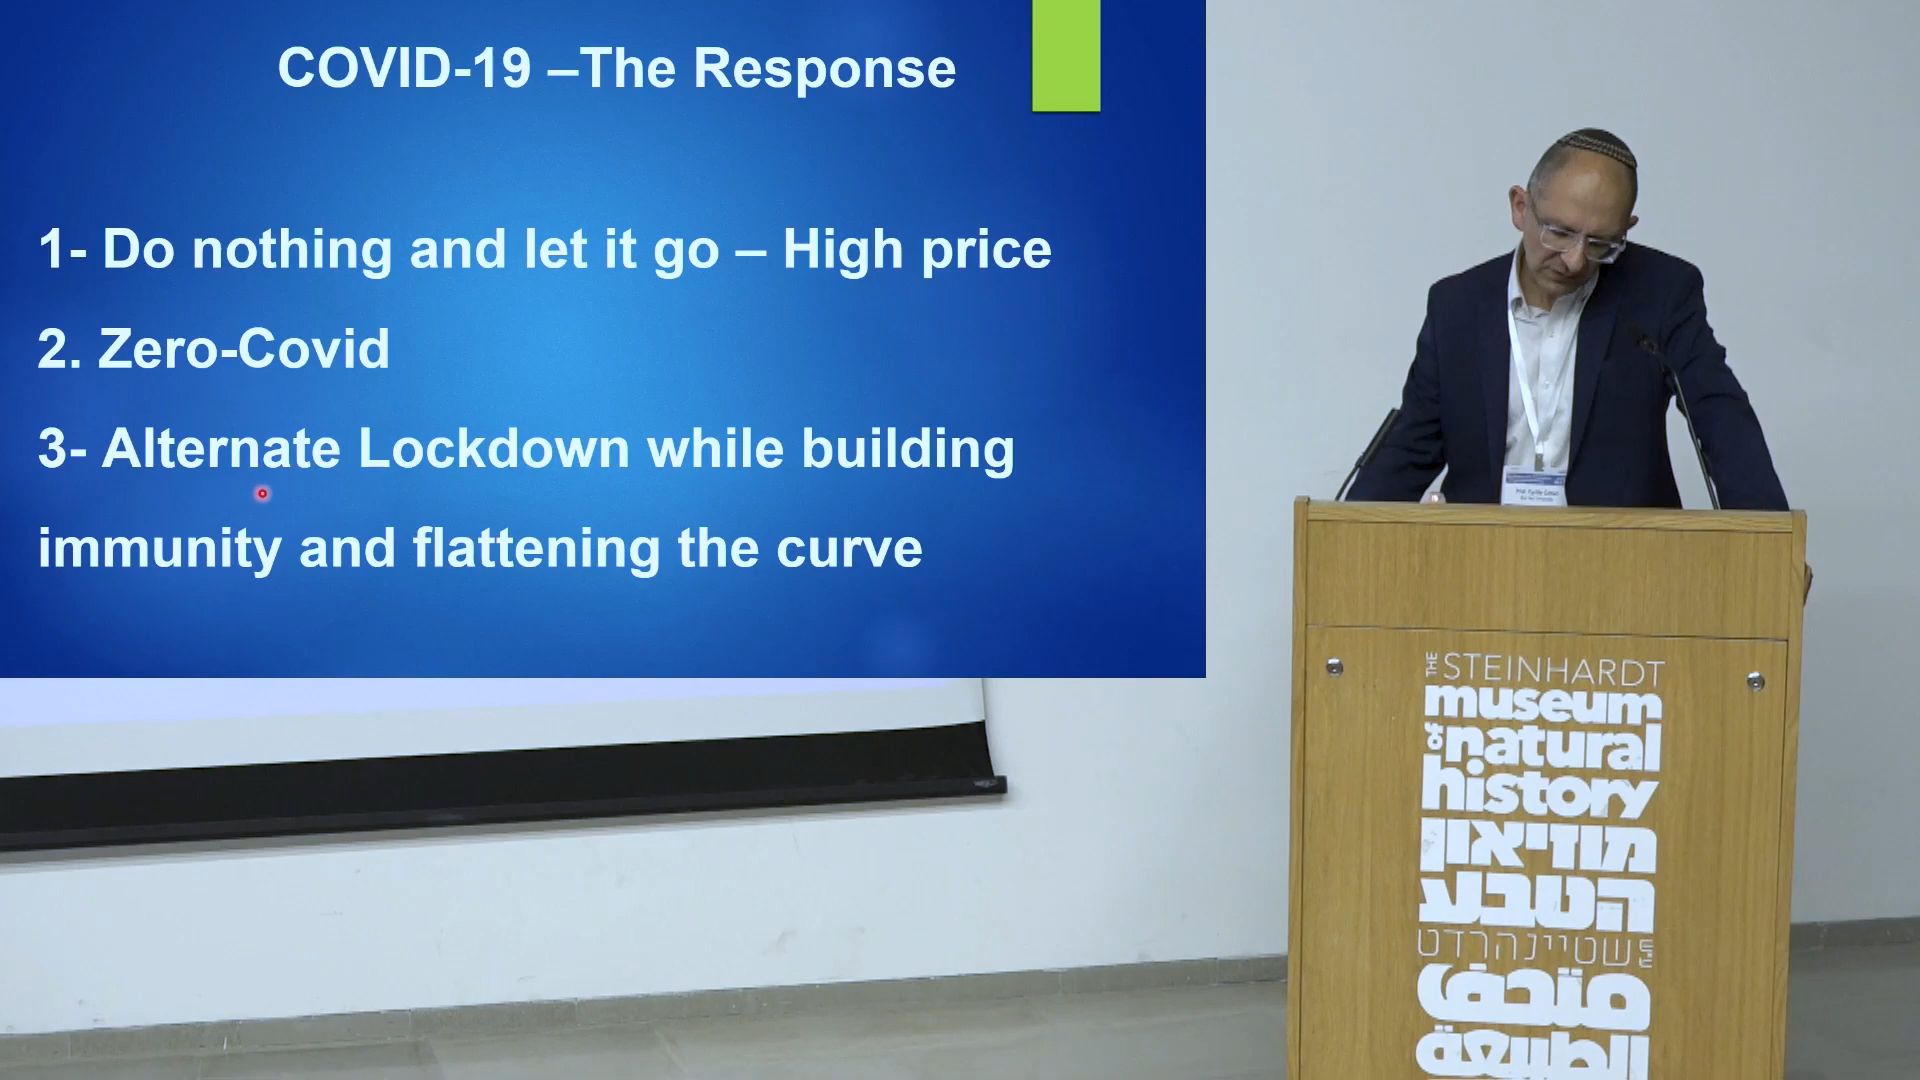 COVID-19 –The Response
1- Do nothing and let it go – High price
2. Zero-Covid
3- Alternate Lockdown while building
immunity and flattening the curve
THE STEINHARDT
museum
OF natural
history
מוזיאון
הטבע
ע״ש שטיינהרדט
متحف
الطبيعة